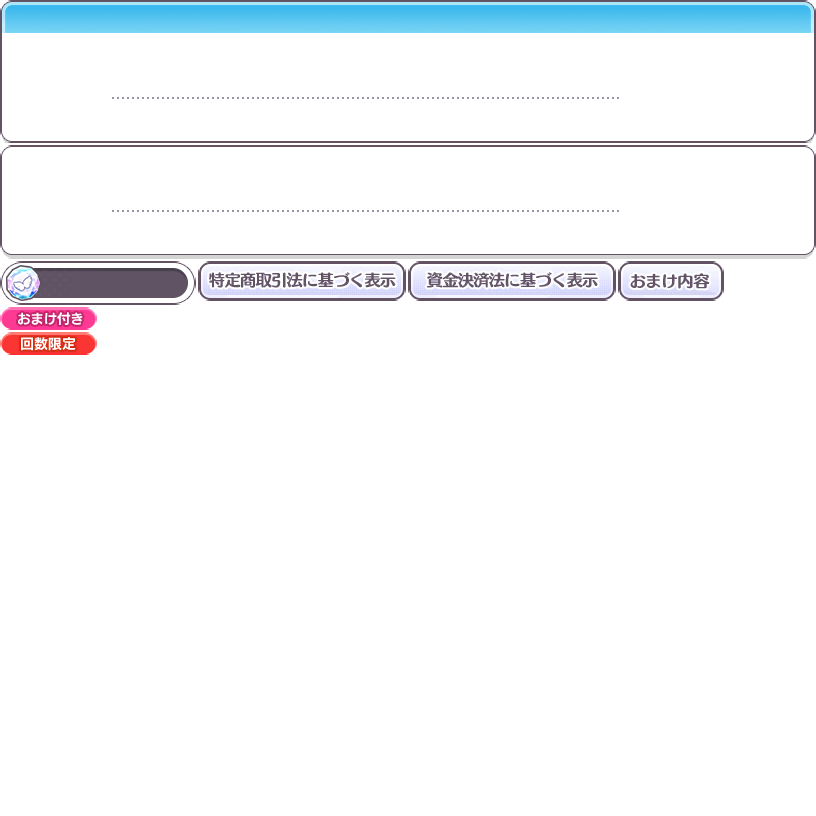 特定商取引法に基づく表示
資金決済法に基づく表示
おまけ内容
おまけ付き
回数限定